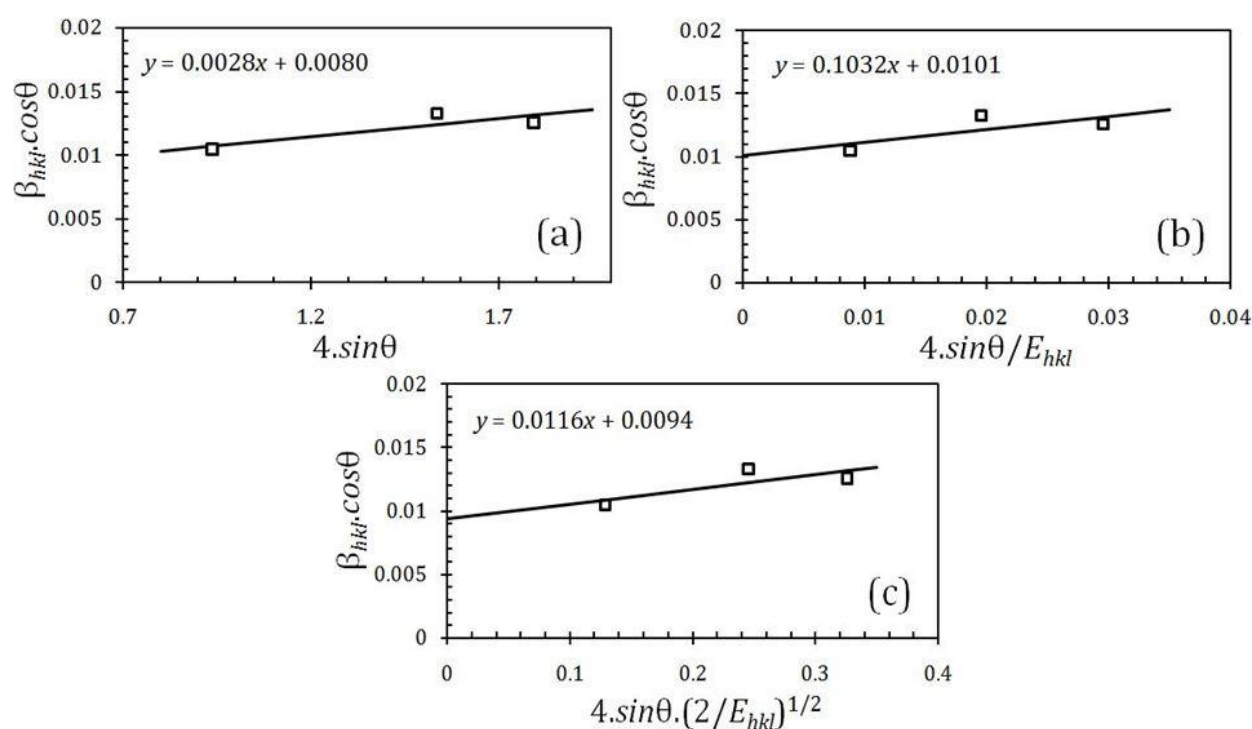 0.02
y = 0.0028x + 0.0080
0.015
0.01
0.005
0
β_hkl.cosθ
(a)
0.7 1.2 1.7
4.sinθ
0.02
y = 0.1032x + 0.0101
0.015
0.01
0.005
0
β_hkl.cosθ
(b)
0 0.01 0.02 0.03 0.04
4.sinθ/E_hkl
0.02
y = 0.0116x + 0.0094
0.015
0.01
0.005
0
β_hkl.cosθ
(c)
0 0.1 0.2 0.3 0.4
4.sinθ.(2/E_hkl)^1/2